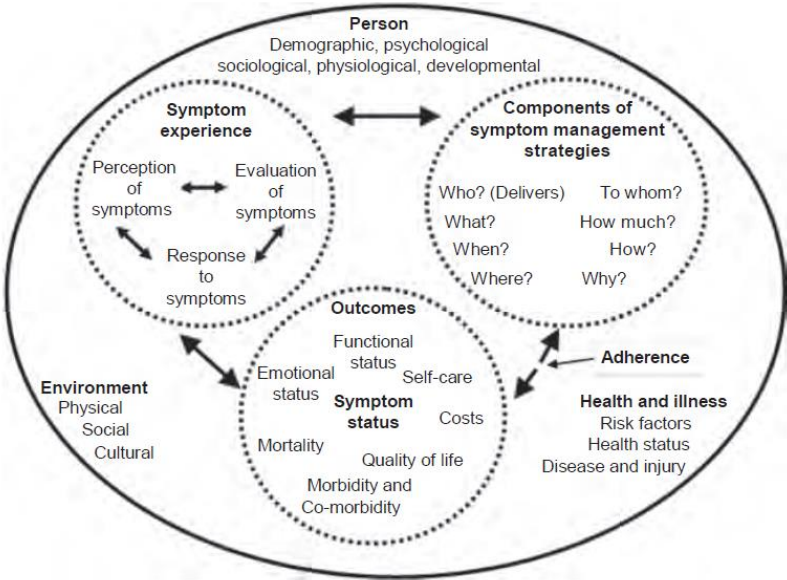 Person
Demographic, psychological
sociological, physiological, developmental
Symptom
experience
Perception
of
symptoms
Evaluation
of
symptoms
Response
to
symptoms
Components of
symptom management
strategies
Who? (Delivers)
To whom?
What?
How much?
When?
How?
Where?
Why?
Outcomes
Functional
status
Emotional
status
Self-care
Symptom
status
Costs
Mortality
Quality of life
Morbidity and
Co-morbidity
Adherence
Environment
Physical
Social
Cultural
Health and illness
Risk factors
Health status
Disease and injury